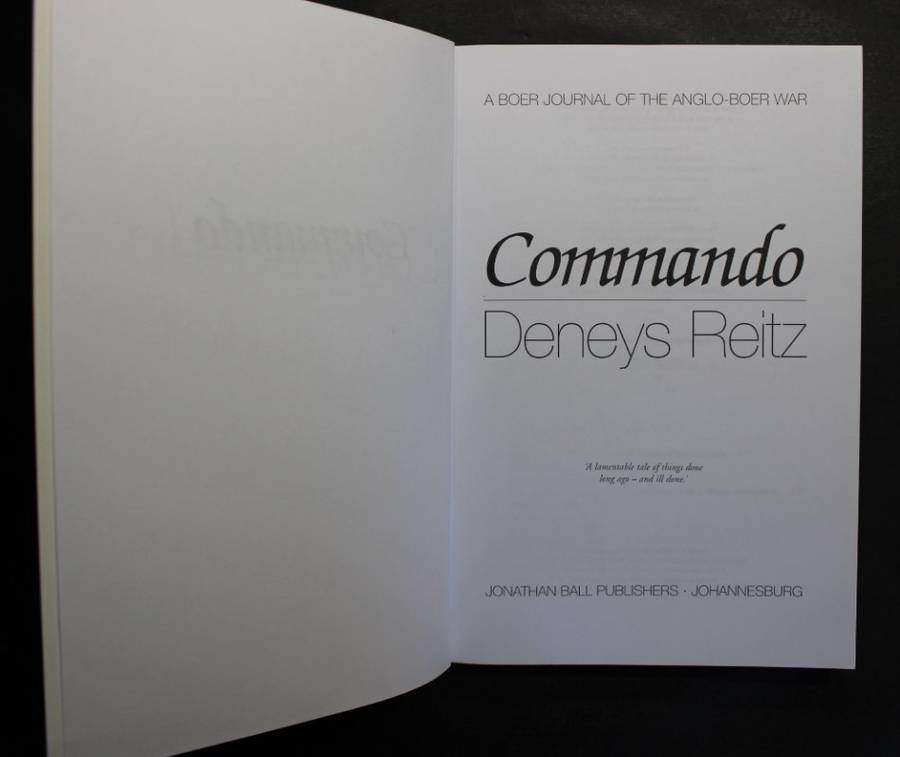 A BOER JOURNAL OF THE ANGLO-BOER WAR
Commando
Deneys Reitz
'A lamentable tale of things done
long ago – and ill done.'
JONATHAN BALL PUBLISHERS · JOHANNESBURG